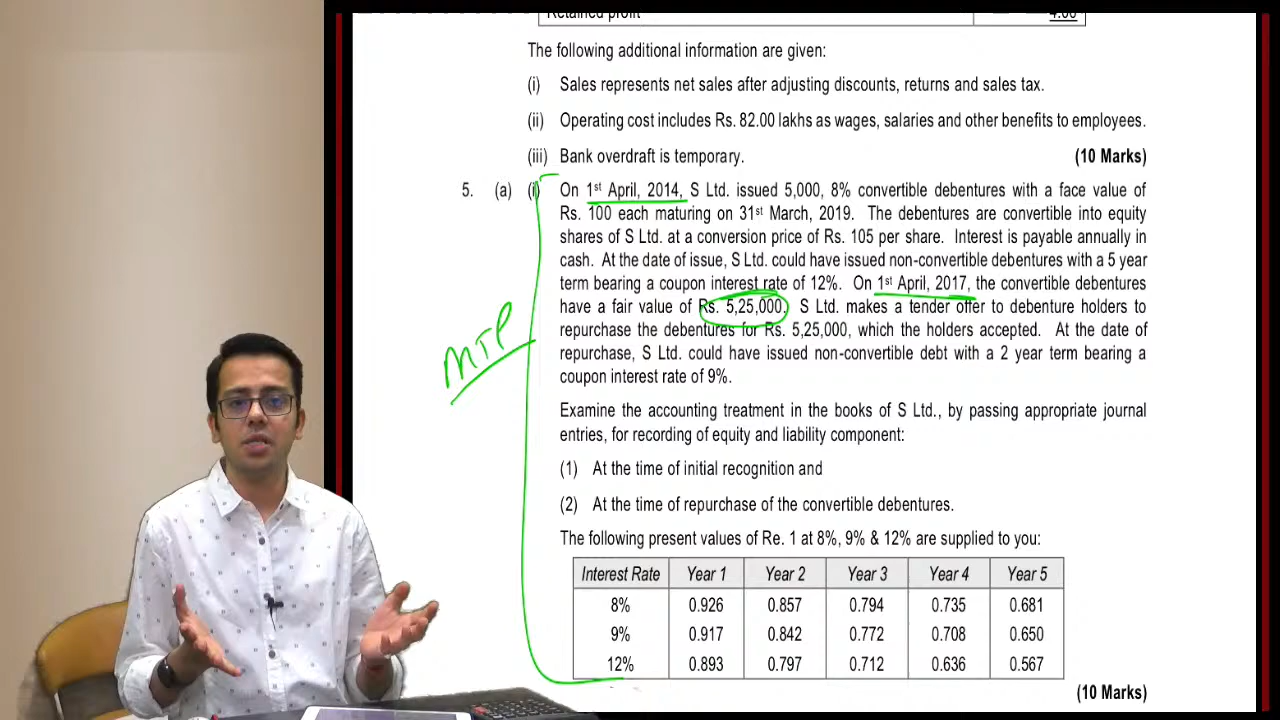 Retained profit 4.00
The following additional information are given:
(i) Sales represents net sales after adjusting discounts, returns and sales tax.
(ii) Operating cost includes Rs. 82.00 lakhs as wages, salaries and other benefits to employees.
(iii) Bank overdraft is temporary. (10 Marks)
5. (a) (i) On 1st April, 2014, S Ltd. issued 5,000, 8% convertible debentures with a face value of
Rs. 100 each maturing on 31st March, 2019. The debentures are convertible into equity
shares of S Ltd. at a conversion price of Rs. 105 per share. Interest is payable annually in
cash. At the date of issue, S Ltd. could have issued non-convertible debentures with a 5 year
term bearing a coupon interest rate of 12%. On 1st April, 2017, the convertible debentures
have a fair value of Rs. 5,25,000. S Ltd. makes a tender offer to debenture holders to
repurchase the debentures for Rs. 5,25,000, which the holders accepted. At the date of
repurchase, S Ltd. could have issued non-convertible debt with a 2 year term bearing a
coupon interest rate of 9%.
MTP
Examine the accounting treatment in the books of S Ltd., by passing appropriate journal
entries, for recording of equity and liability component:
(1) At the time of initial recognition and
(2) At the time of repurchase of the convertible debentures.
The following present values of Re. 1 at 8%, 9% & 12% are supplied to you:
Interest Rate Year 1 Year 2 Year 3 Year 4 Year 5
8% 0.926 0.857 0.794 0.735 0.681
9% 0.917 0.842 0.772 0.708 0.650
12% 0.893 0.797 0.712 0.636 0.567
(10 Marks)